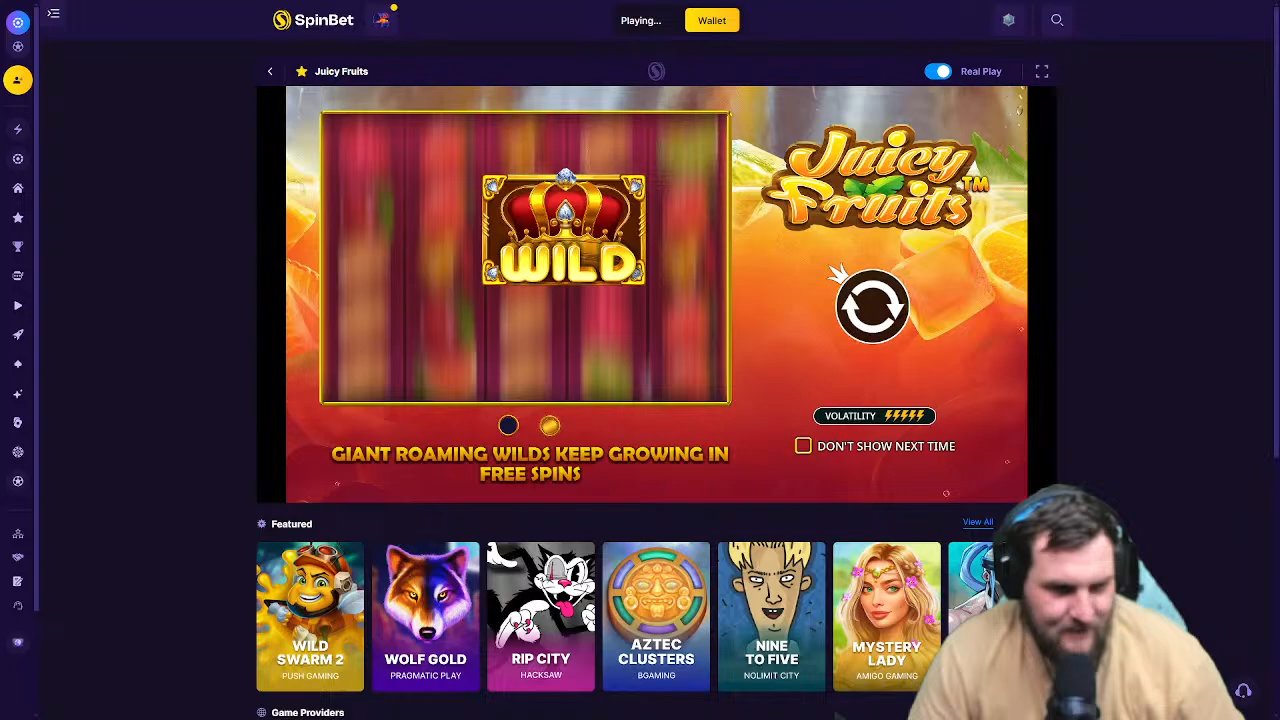 SpinBet
Playing...
Wallet
Juicy Fruits
Real Play
WILD
Juicy
Fruits™
VOLATILITY
DON'T SHOW NEXT TIME
GIANT ROAMING WILDS KEEP GROWING IN
FREE SPINS
Featured
View All
WILD
SWARM 2
PUSH GAMING
WOLF GOLD
PRAGMATIC PLAY
RIP CITY
HACKSAW
AZTEC
CLUSTERS
BGAMING
NINE
TO FIVE
NOLIMIT CITY
MYSTERY
LADY
AMIGO GAMING
Game Providers